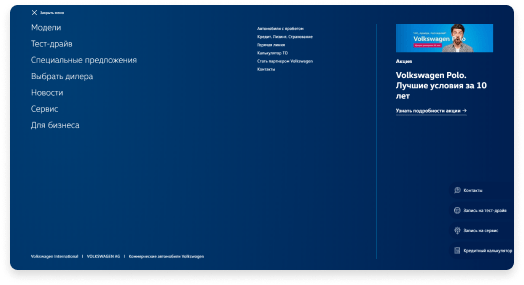 Закрыть меню
Модели
Тест-драйв
Специальные предложения
Выбрать дилера
Новости
Сервис
Для бизнеса
Автомобили с пробегом
Кредит, Лизинг, Страхование
Горячая линия
Калькулятор ТО
Стать партнером Volkswagen
Контакты
Volkswagen Polo
Акция
Volkswagen Polo.
Лучшие условия за 10
лет
Узнать подробности акции →
Контакты
Запись на тест-драйв
Запись на сервис
Кредитный калькулятор
Volkswagen International | VOLKSWAGEN AG | Коммерческие автомобили Volkswagen